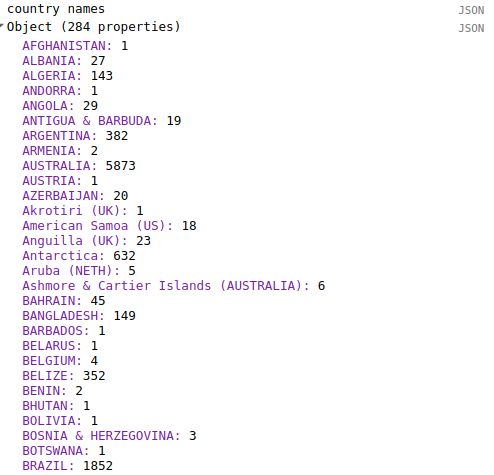 country names JSON
Object (284 properties) JSON
AFGHANISTAN: 1
ALBANIA: 27
ALGERIA: 143
ANDORRA: 1
ANGOLA: 29
ANTIGUA & BARBUDA: 19
ARGENTINA: 382
ARMENIA: 2
AUSTRALIA: 5873
AUSTRIA: 1
AZERBAIJAN: 20
Akrotiri (UK): 1
American Samoa (US): 18
Anguilla (UK): 23
Antarctica: 632
Aruba (NETH): 5
Ashmore & Cartier Islands (AUSTRALIA): 6
BAHRAIN: 45
BANGLADESH: 149
BARBADOS: 1
BELARUS: 1
BELGIUM: 4
BELIZE: 352
BENIN: 2
BHUTAN: 1
BOLIVIA: 1
BOSNIA & HERZEGOVINA: 3
BOTSWANA: 1
BRAZIL: 1852